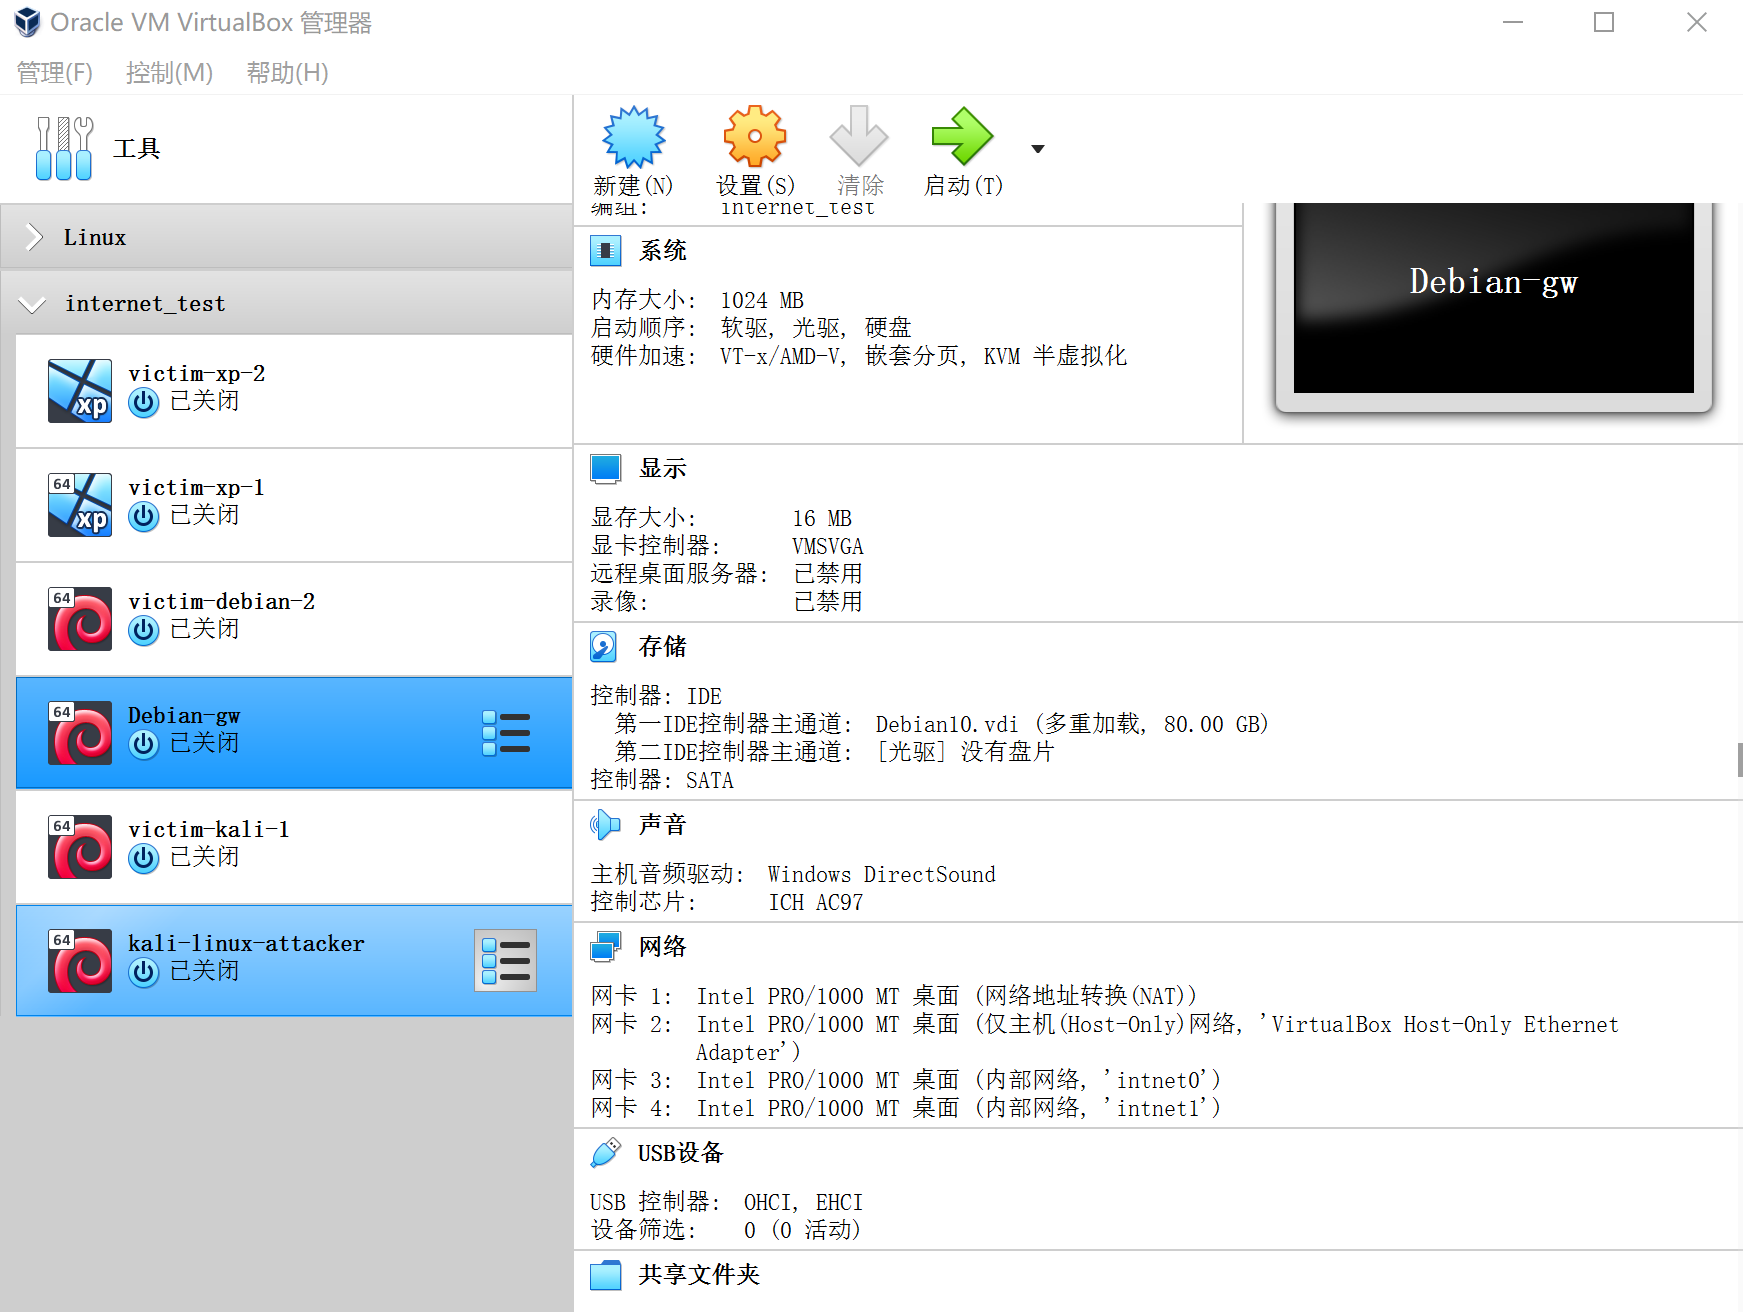 Oracle VM VirtualBox 管理器
管理(F) 控制(M) 帮助(H)
工具
新建(N) 设置(S) 清除 启动(T)
Linux
internet_test
xp
victim-xp-2
已关闭
64
xp
victim-xp-1
已关闭
64
victim-debian-2
已关闭
64
Debian-gw
已关闭
64
victim-kali-1
已关闭
64
kali-linux-attacker
已关闭
编组: internet_test
系统
内存大小: 1024 MB
启动顺序: 软驱, 光驱, 硬盘
硬件加速: VT-x/AMD-V, 嵌套分页, KVM 半虚拟化
Debian-gw
显示
显存大小: 16 MB
显卡控制器: VMSVGA
远程桌面服务器: 已禁用
录像: 已禁用
存储
控制器: IDE
第一IDE控制器主通道: Debian10.vdi (多重加载, 80.00 GB)
第二IDE控制器主通道: [光驱] 没有盘片
控制器: SATA
声音
主机音频驱动: Windows DirectSound
控制芯片: ICH AC97
网络
网卡 1: Intel PRO/1000 MT 桌面 (网络地址转换(NAT))
网卡 2: Intel PRO/1000 MT 桌面 (仅主机(Host-Only)网络, 'VirtualBox Host-Only Ethernet
Adapter')
网卡 3: Intel PRO/1000 MT 桌面 (内部网络, 'intnet0')
网卡 4: Intel PRO/1000 MT 桌面 (内部网络, 'intnet1')
USB设备
USB 控制器: OHCI, EHCI
设备筛选: 0 (0 活动)
共享文件夹